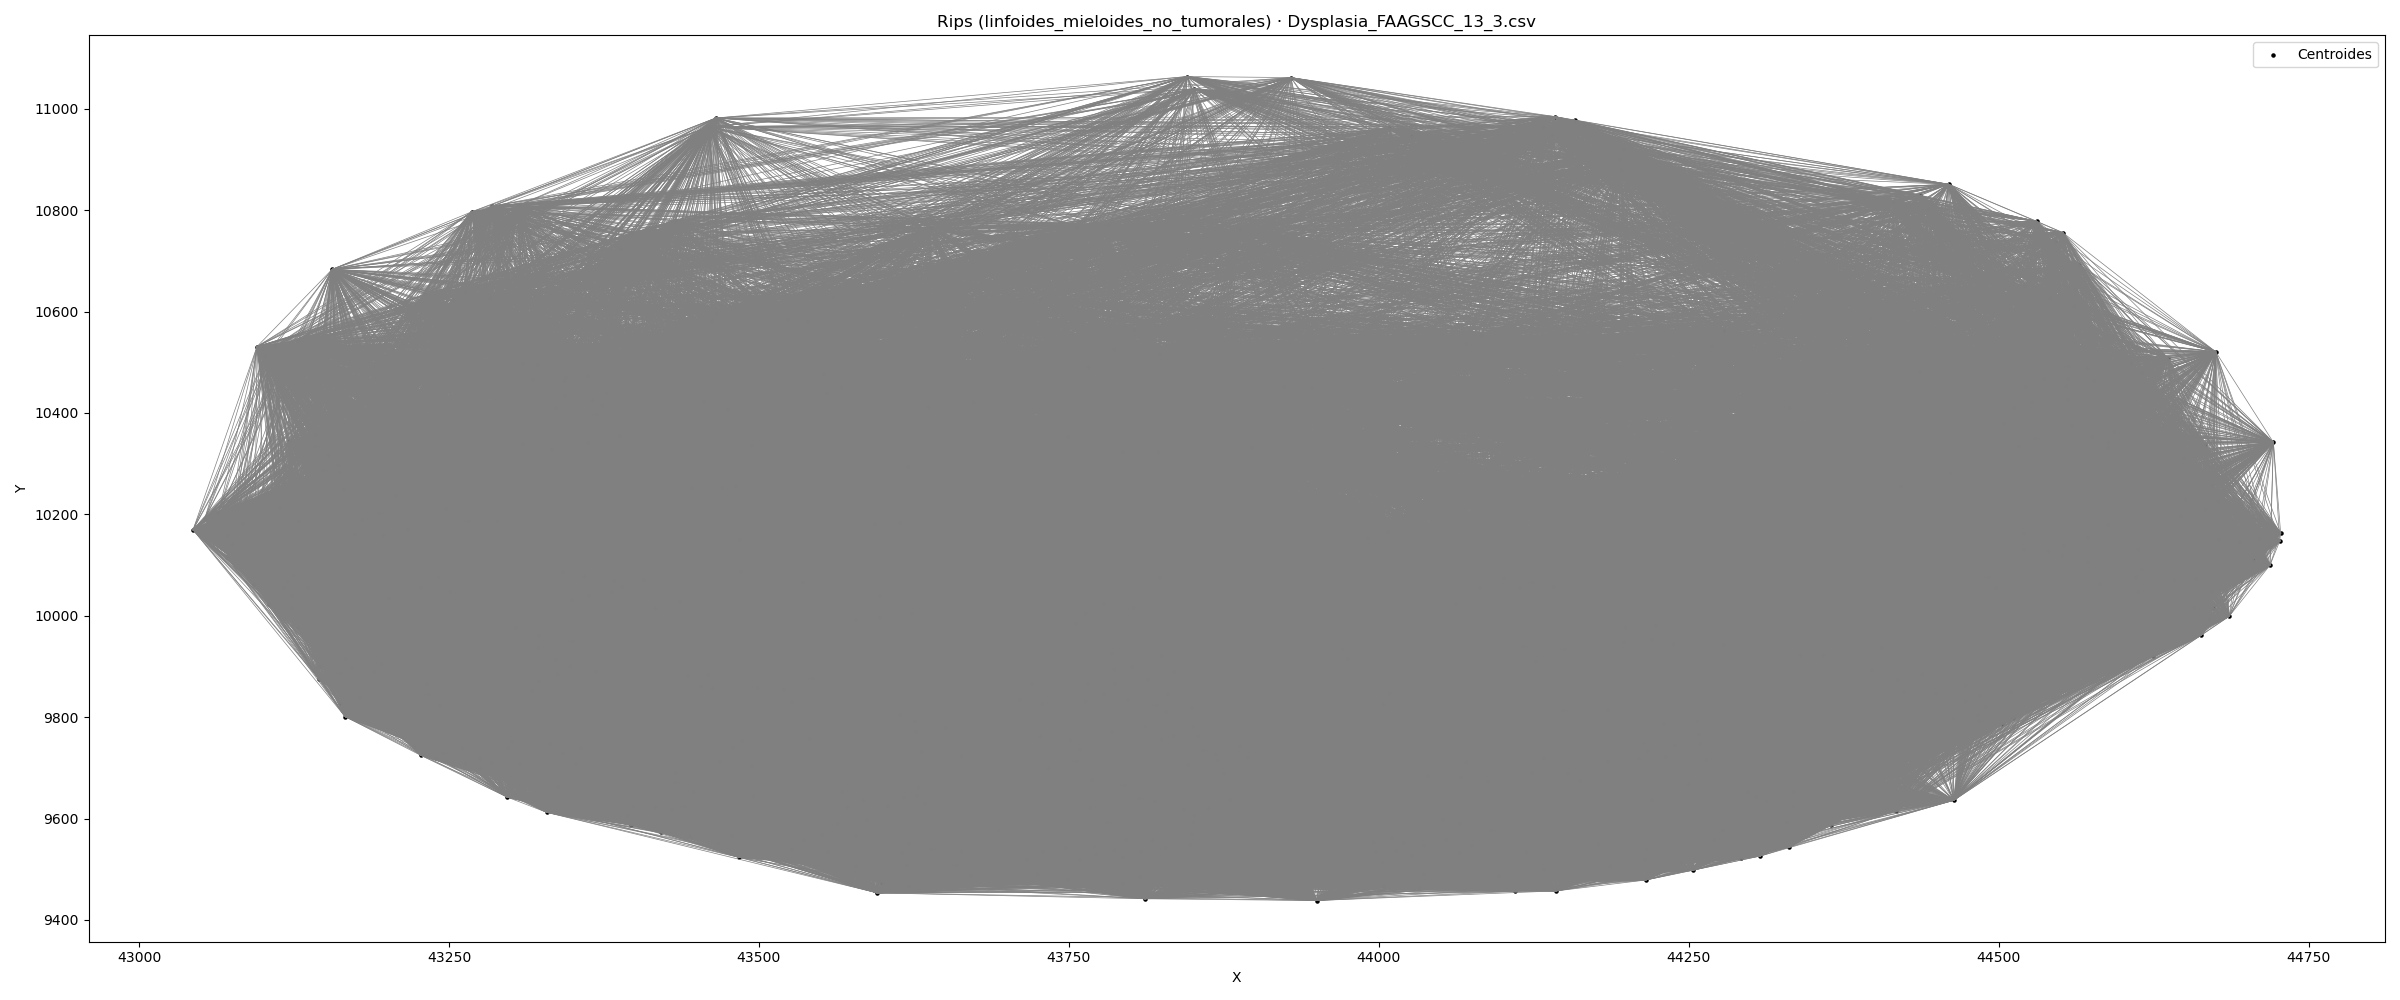 Rips (linfoides_mieloides_no_tumorales) · Dysplasia_FAAGSCC_13_3.csv
Centroides
11000
10800
10600
10400
10200
10000
9800
9600
9400
Y
43000 43250 43500 43750 44000 44250 44500 44750
X